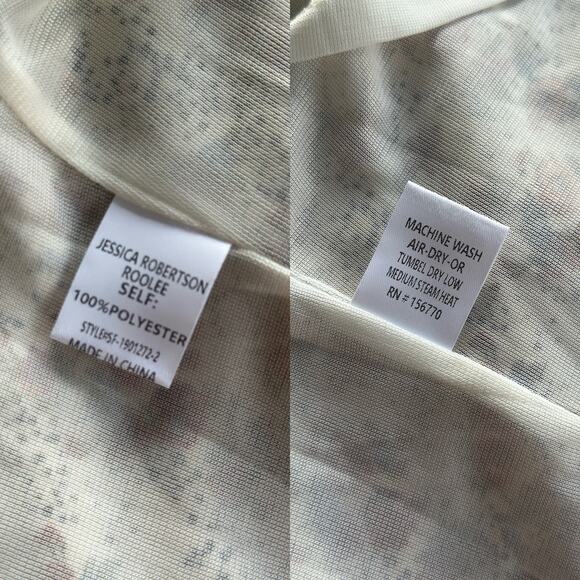 JESSICA ROBERTSON
ROOLEE
SELF:
100%POLYESTER
STYLE#SF-1901272-2
MADE IN CHINA
MACHINE WASH
AIR-DRY-OR
TUMBEL DRY LOW
MEDIUM STEAM HEAT
RN # 156770